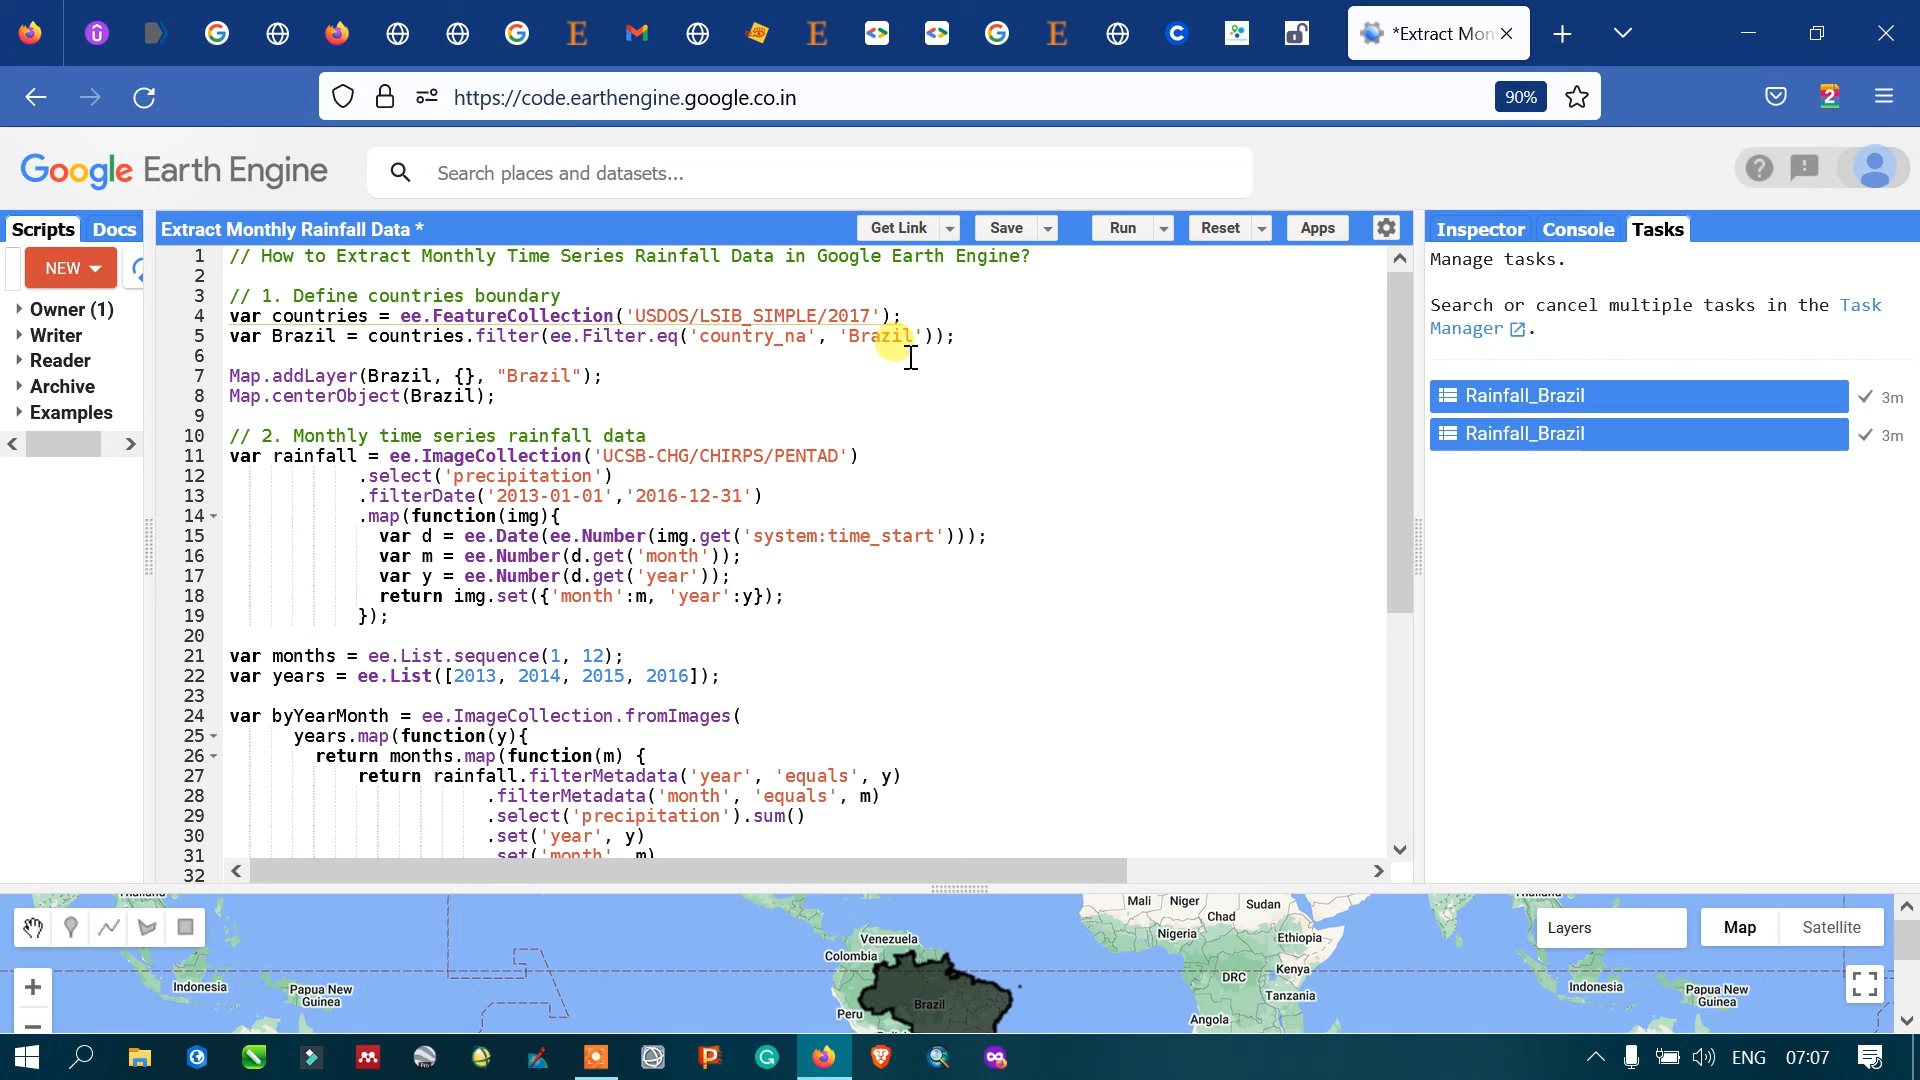 *Extract Mon
https://code.earthengine.google.co.in
90%
2
Google Earth Engine
Search places and datasets...
Scripts
Docs
NEW
Owner (1)
Writer
Reader
Archive
Examples
Extract Monthly Rainfall Data *
Get Link
Save
Run
Reset
Apps
1 // How to Extract Monthly Time Series Rainfall Data in Google Earth Engine?
2
3 // 1. Define countries boundary
4 var countries = ee.FeatureCollection('USDOS/LSIB_SIMPLE/2017');
5 var Brazil = countries.filter(ee.Filter.eq('country_na', 'Brazil'));
6
7 Map.addLayer(Brazil, {}, "Brazil");
8 Map.centerObject(Brazil);
9
10 // 2. Monthly time series rainfall data
11 var rainfall = ee.ImageCollection('UCSB-CHG/CHIRPS/PENTAD')
12 .select('precipitation')
13 .filterDate('2013-01-01','2016-12-31')
14 .map(function(img){
15 var d = ee.Date(ee.Number(img.get('system:time_start')));
16 var m = ee.Number(d.get('month'));
17 var y = ee.Number(d.get('year'));
18 return img.set({'month':m, 'year':y});
19 });
20
21 var months = ee.List.sequence(1, 12);
22 var years = ee.List([2013, 2014, 2015, 2016]);
23
24 var byYearMonth = ee.ImageCollection.fromImages(
25 years.map(function(y){
26 return months.map(function(m) {
27 return rainfall.filterMetadata('year', 'equals', y)
28 .filterMetadata('month', 'equals', m)
29 .select('precipitation').sum()
30 .set('year', y)
31 .set('month', m)
32
Inspector
Console
Tasks
Manage tasks.
Search or cancel multiple tasks in the Task
Manager.
Rainfall_Brazil
3m
Rainfall_Brazil
3m
Indonesia
Papua New
Guinea
Venezuela
Colombia
Brazil
Peru
Mali
Niger
Chad
Sudan
Nigeria
Ethiopia
DRC
Kenya
Tanzania
Angola
Indonesia
Papua New
Guinea
Layers
Map
Satellite
ENG
07:07